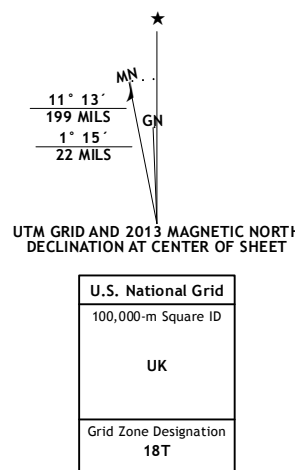 ★
MN
GN
11° 13´
199 MILS
1° 15´
22 MILS
UTM GRID AND 2013 MAGNETIC NORTH
DECLINATION AT CENTER OF SHEET
U.S. National Grid
100,000-m Square ID
UK
Grid Zone Designation
18T